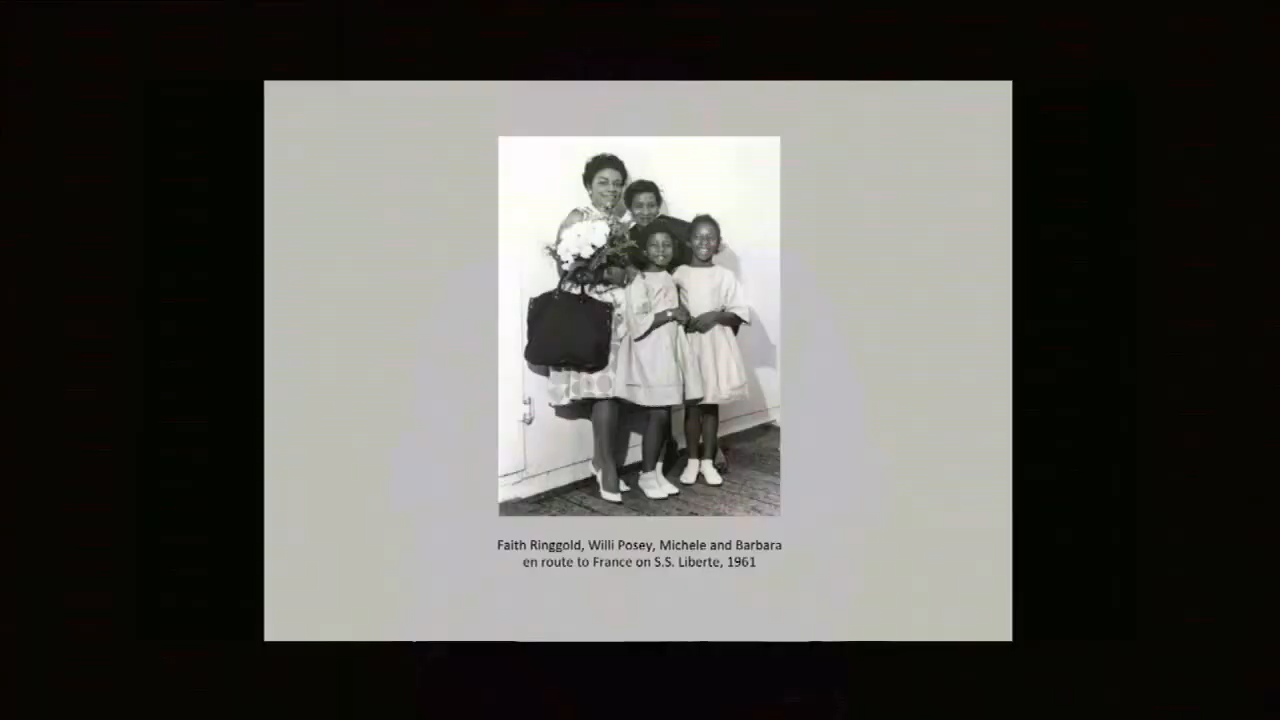 Faith Ringgold, Willi Posey, Michele and Barbara
en route to France on S.S. Liberte, 1961